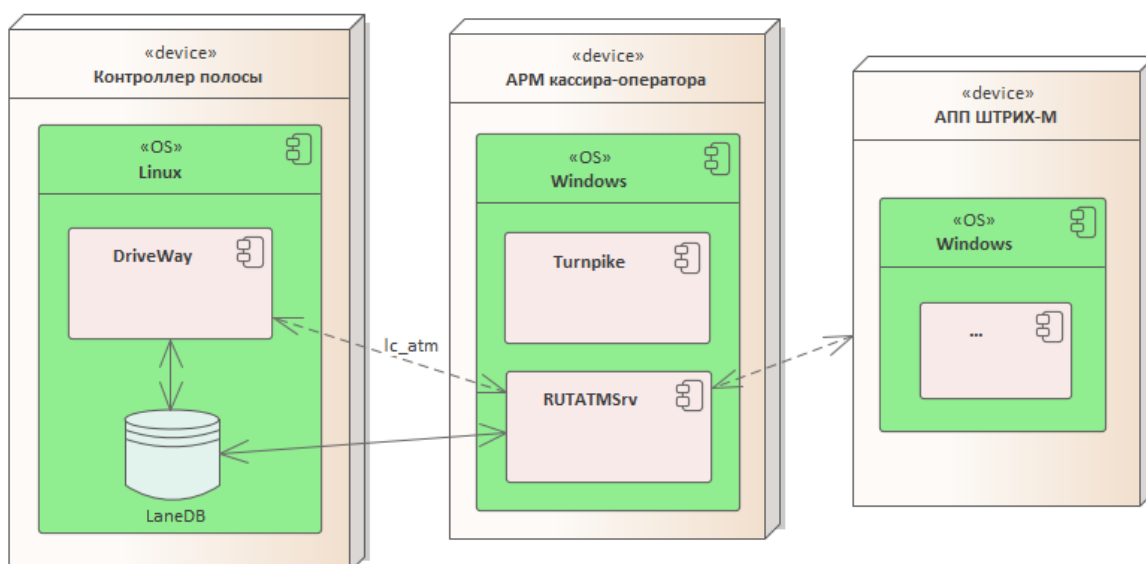 «device»
Контроллер полосы
«OS»
Linux
DriveWay
LaneDB
lc_atm
«device»
АРМ кассира-оператора
«OS»
Windows
Turnpike
RUTATMSrv
«device»
АПП ШТРИХ-М
«OS»
Windows
...